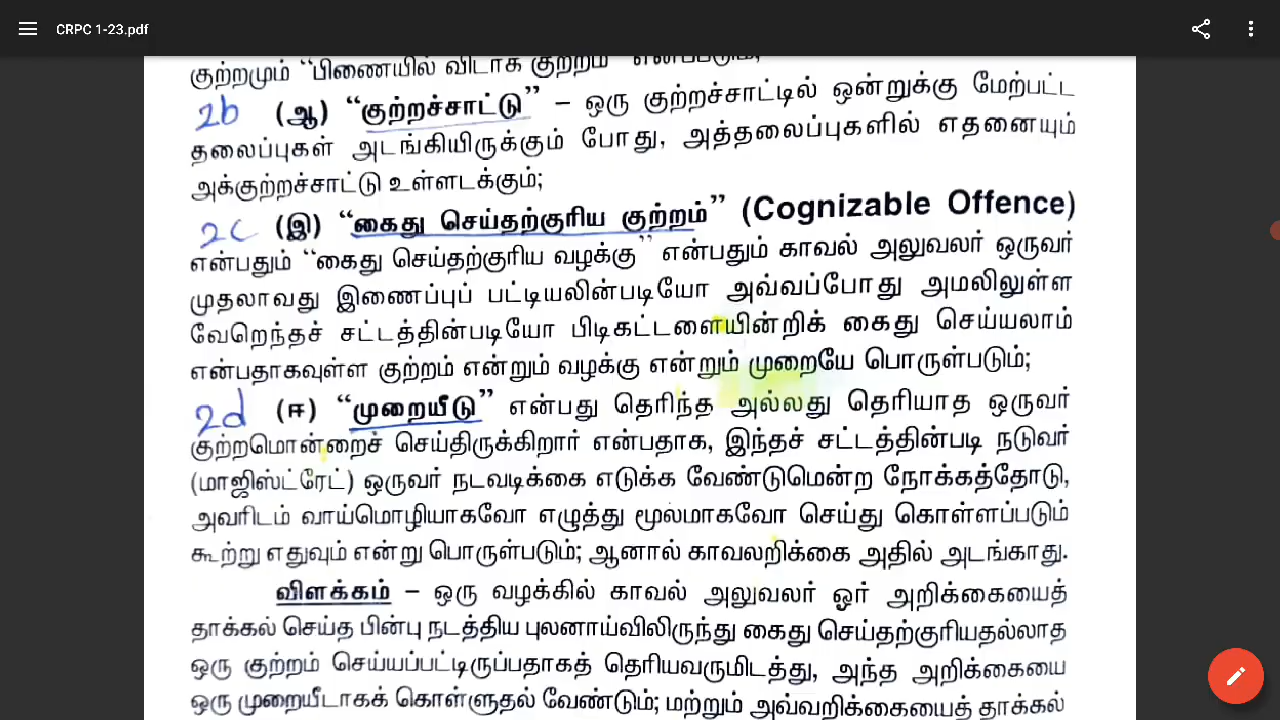 CRPC 1-23.pdf
குற்றமும் “பிணையில் விடாக் குற்றம்” எனப்படும்;
2b (ஆ) “குற்றச்சாட்டு” – ஒரு குற்றச்சாட்டில் ஒன்றுக்கு மேற்பட்ட
தலைப்புகள் அடங்கியிருக்கும் போது, அத்தலைப்புகளில் எதனையும்
அக்குற்றச்சாட்டு உள்ளடக்கும்;
2c (இ) “கைது செய்தற்குரிய குற்றம்” (Cognizable Offence)
என்பதும் “கைது செய்தற்குரிய வழக்கு” என்பதும் காவல் அலுவலர் ஒருவர்
முதலாவது இணைப்புப் பட்டியலின்படியோ அவ்வப்போது அமலிலுள்ள
வேறெந்தச் சட்டத்தின்படியோ பிடிகட்டளையின்றிக் கைது செய்யலாம்
என்பதாகவுள்ள குற்றம் என்றும் வழக்கு என்றும் முறையே பொருள்படும்;
2d (ஈ) “முறையீடு” என்பது தெரிந்த அல்லது தெரியாத ஒருவர்
குற்றமொன்றைச் செய்திருக்கிறார் என்பதாக, இந்தச் சட்டத்தின்படி நடுவர்
(மாஜிஸ்ட்ரேட்) ஒருவர் நடவடிக்கை எடுக்க வேண்டுமென்ற நோக்கத்தோடு,
அவரிடம் வாய்மொழியாகவோ எழுத்து மூலமாகவோ செய்து கொள்ளப்படும்
கூற்று எதுவும் என்று பொருள்படும்; ஆனால் காவலறிக்கை அதில் அடங்காது.
விளக்கம் – ஒரு வழக்கில் காவல் அலுவலர் ஓர் அறிக்கையைத்
தாக்கல் செய்த பின்பு நடத்திய புலனாய்விலிருந்து கைது செய்தற்குரியதல்லாத
ஒரு குற்றம் செய்யப்பட்டிருப்பதாகத் தெரியவருமிடத்து, அந்த அறிக்கையை
ஒரு முறையீடாகக் கொள்ளுதல் வேண்டும்; மற்றும் அவ்வறிக்கையைத் தாக்கல்